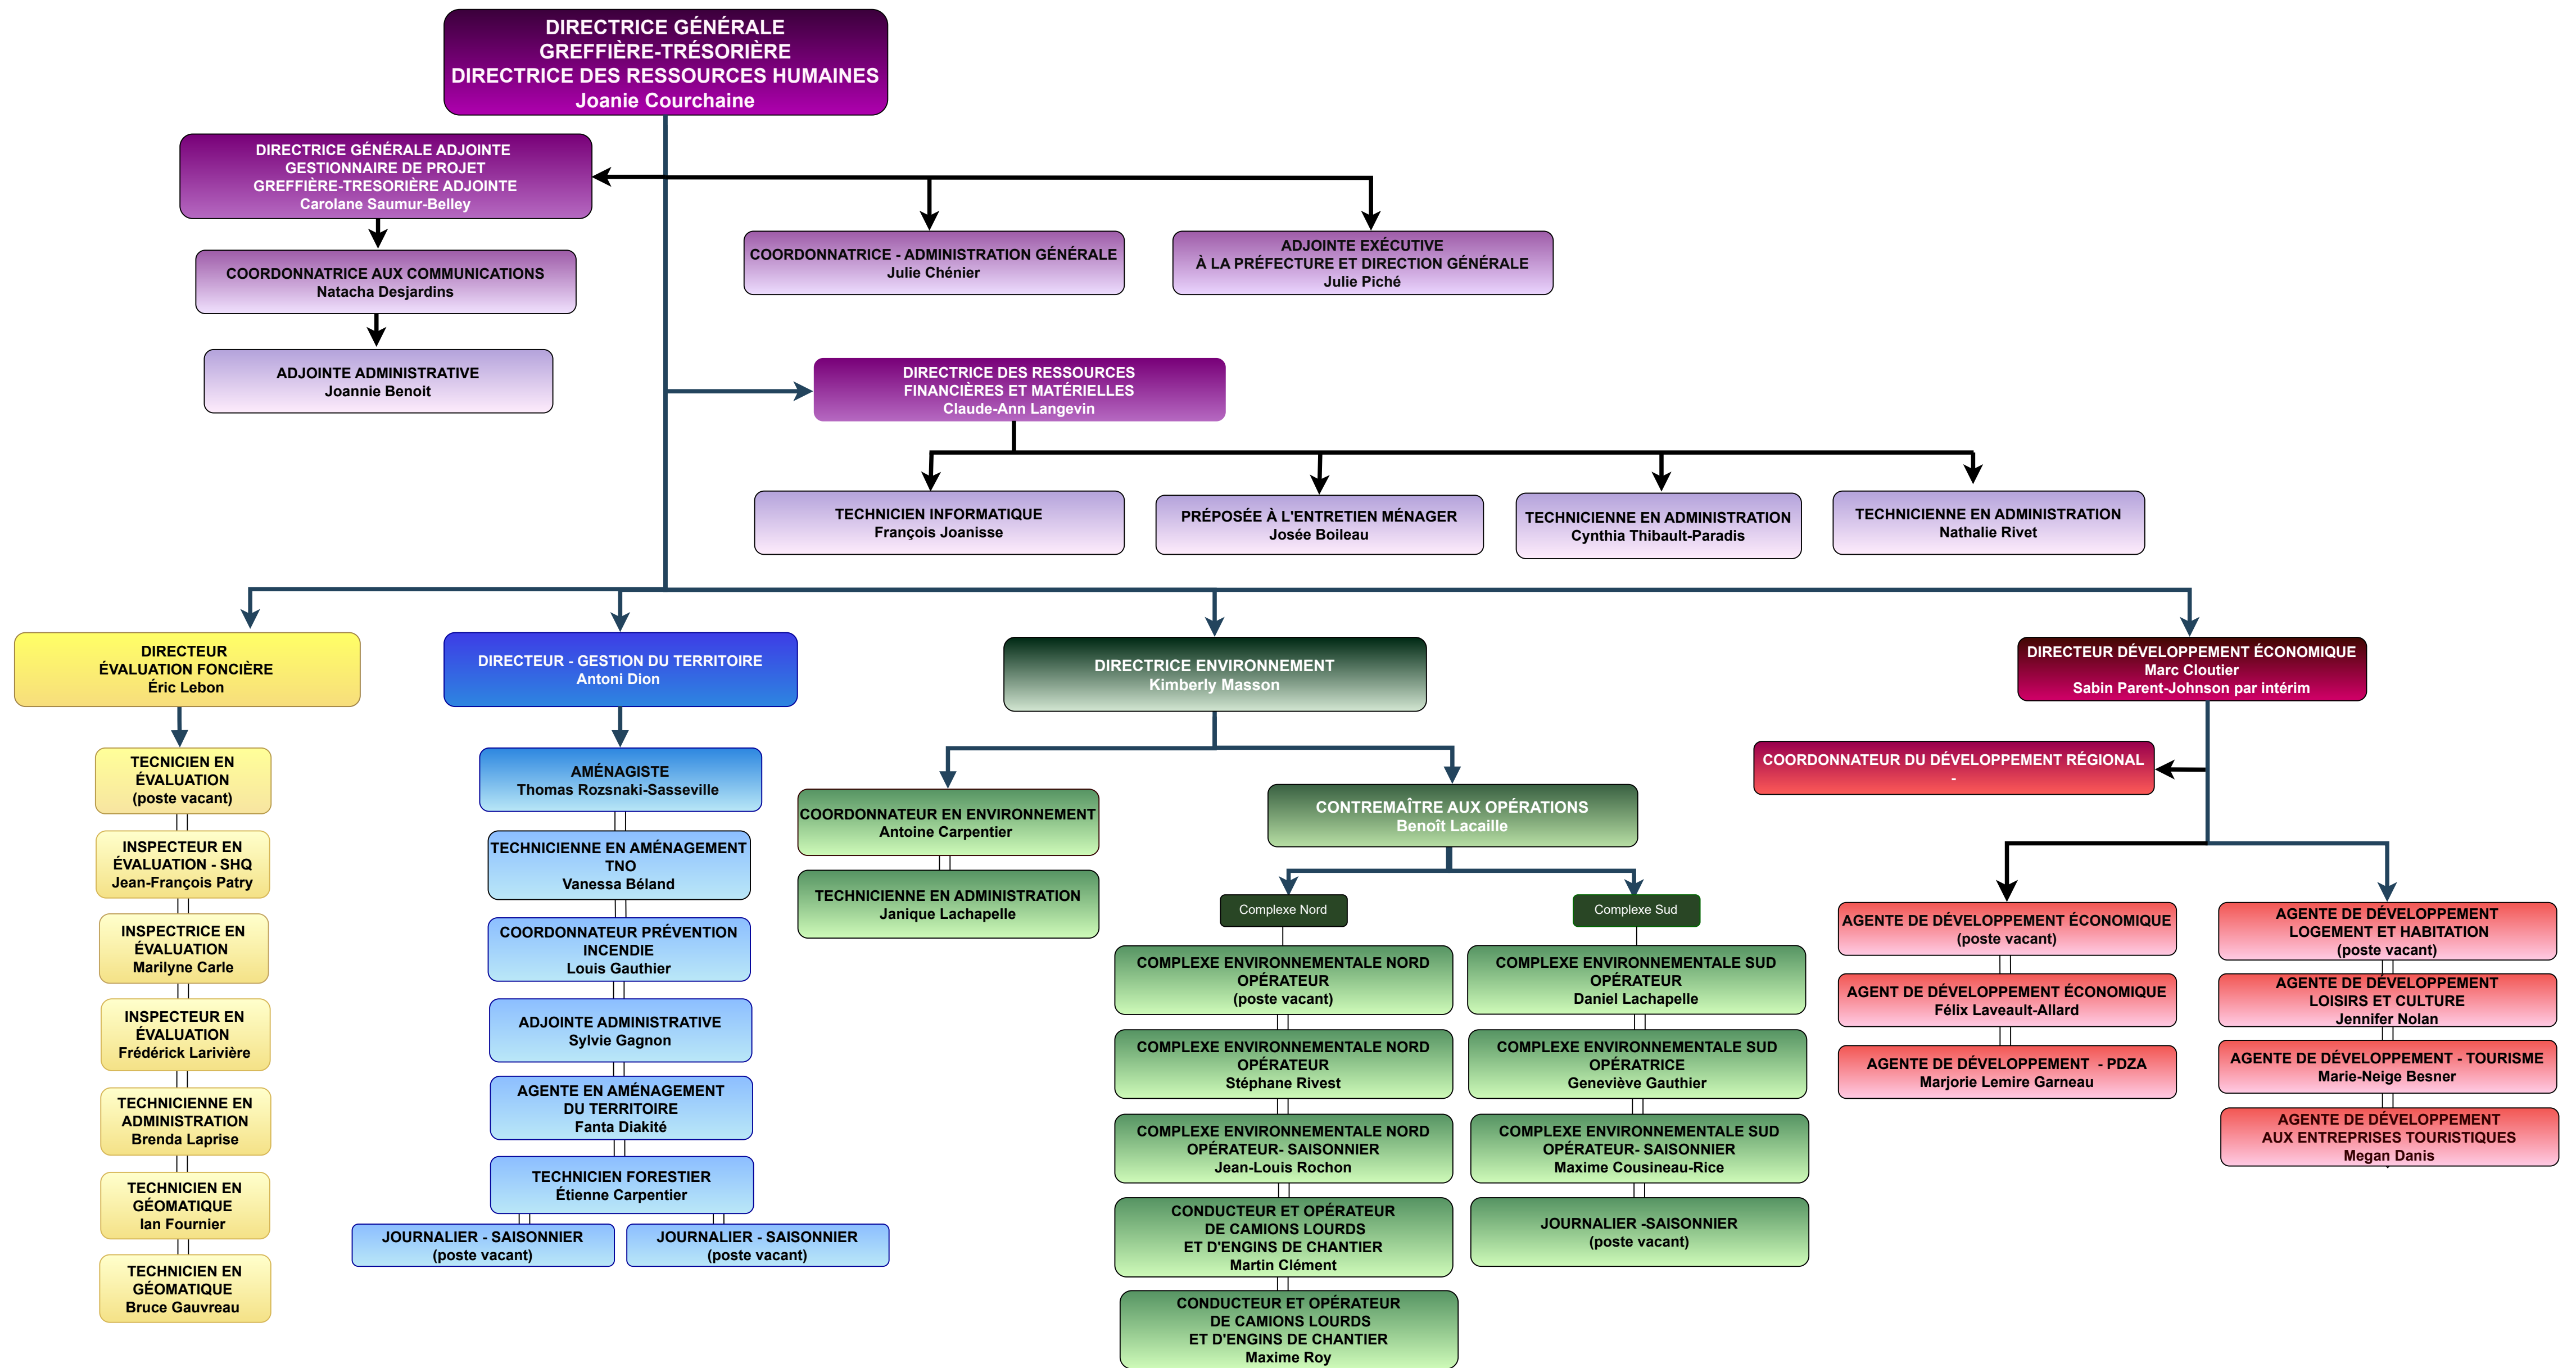 DIRECTRICE GÉNÉRALE
GREFFIÈRE-TRÉSORIÈRE
DIRECTRICE DES RESSOURCES HUMAINES
Joanie Courchaine
DIRECTRICE GÉNÉRALE ADJOINTE
GESTIONNAIRE DE PROJET
GREFFIÈRE-TRESORIÈRE ADJOINTE
Carolane Saumur-Belley
COORDONNATRICE AUX COMMUNICATIONS
Natacha Desjardins
ADJOINTE ADMINISTRATIVE
Joannie Benoit
COORDONNATRICE - ADMINISTRATION GÉNÉRALE
Julie Chénier
ADJOINTE EXÉCUTIVE
À LA PRÉFECTURE ET DIRECTION GÉNÉRALE
Julie Piché
DIRECTRICE DES RESSOURCES
FINANCIÈRES ET MATÉRIELLES
Claude-Ann Langevin
TECHNICIEN INFORMATIQUE
François Joanisse
PRÉPOSÉE À L'ENTRETIEN MÉNAGER
Josée Boileau
TECHNICIENNE EN ADMINISTRATION
Cynthia Thibault-Paradis
TECHNICIENNE EN ADMINISTRATION
Nathalie Rivet
DIRECTEUR
ÉVALUATION FONCIÈRE
Éric Lebon
TECNICIEN EN
ÉVALUATION
(poste vacant)
INSPECTEUR EN
ÉVALUATION - SHQ
Jean-François Patry
INSPECTRICE EN
ÉVALUATION
Marilyne Carle
INSPECTEUR EN
ÉVALUATION
Frédérick Larivière
TECHNICIENNE EN
ADMINISTRATION
Brenda Laprise
TECHNICIEN EN
GÉOMATIQUE
Ian Fournier
TECHNICIEN EN
GÉOMATIQUE
Bruce Gauvreau
DIRECTEUR - GESTION DU TERRITOIRE
Antoni Dion
AMÉNAGISTE
Thomas Rozsnaki-Sasseville
TECHNICIENNE EN AMÉNAGEMENT
TNO
Vanessa Béland
COORDONNATEUR PRÉVENTION
INCENDIE
Louis Gauthier
ADJOINTE ADMINISTRATIVE
Sylvie Gagnon
AGENTE EN AMÉNAGEMENT
DU TERRITOIRE
Fanta Diakité
TECHNICIEN FORESTIER
Étienne Carpentier
JOURNALIER - SAISONNIER
(poste vacant)
JOURNALIER - SAISONNIER
(poste vacant)
DIRECTRICE ENVIRONNEMENT
Kimberly Masson
COORDONNATEUR EN ENVIRONNEMENT
Antoine Carpentier
TECHNICIENNE EN ADMINISTRATION
Janique Lachapelle
CONTREMAÎTRE AUX OPÉRATIONS
Benoît Lacaille
Complexe Nord
COMPLEXE ENVIRONNEMENTALE NORD
OPÉRATEUR
(poste vacant)
COMPLEXE ENVIRONNEMENTALE NORD
OPÉRATEUR
Stéphane Rivest
COMPLEXE ENVIRONNEMENTALE NORD
OPÉRATEUR- SAISONNIER
Jean-Louis Rochon
CONDUCTEUR ET OPÉRATEUR
DE CAMIONS LOURDS
ET D'ENGINS DE CHANTIER
Martin Clément
CONDUCTEUR ET OPÉRATEUR
DE CAMIONS LOURDS
ET D'ENGINS DE CHANTIER
Maxime Roy
Complexe Sud
COMPLEXE ENVIRONNEMENTALE SUD
OPÉRATEUR
Daniel Lachapelle
COMPLEXE ENVIRONNEMENTALE SUD
OPÉRATRICE
Geneviève Gauthier
COMPLEXE ENVIRONNEMENTALE SUD
OPÉRATEUR- SAISONNIER
Maxime Cousineau-Rice
JOURNALIER -SAISONNIER
(poste vacant)
DIRECTEUR DÉVELOPPEMENT ÉCONOMIQUE
Marc Cloutier
Sabin Parent-Johnson par intérim
COORDONNATEUR DU DÉVELOPPEMENT RÉGIONAL
-
AGENTE DE DÉVELOPPEMENT ÉCONOMIQUE
(poste vacant)
AGENT DE DÉVELOPPEMENT ÉCONOMIQUE
Félix Laveault-Allard
AGENTE DE DÉVELOPPEMENT - PDZA
Marjorie Lemire Garneau
AGENTE DE DÉVELOPPEMENT
LOGEMENT ET HABITATION
(poste vacant)
AGENTE DE DÉVELOPPEMENT
LOISIRS ET CULTURE
Jennifer Nolan
AGENTE DE DÉVELOPPEMENT - TOURISME
Marie-Neige Besner
AGENTE DE DÉVELOPPEMENT
AUX ENTREPRISES TOURISTIQUES
Megan Danis